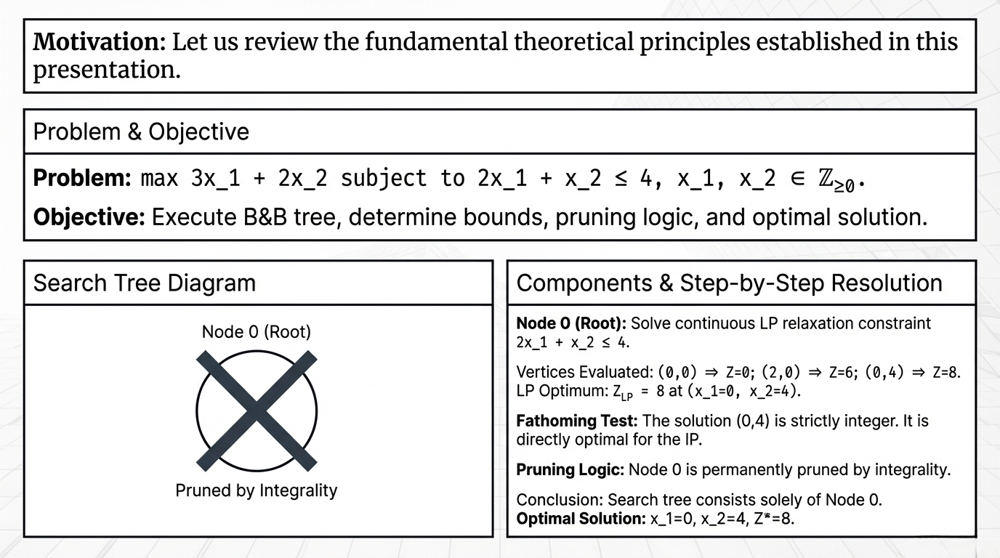 Motivation: Let us review the fundamental theoretical principles established in this
presentation.
Problem & Objective
Problem: max 3x_1 + 2x_2 subject to 2x_1 + x_2 ≤ 4, x_1, x_2 ∈ ℤ≥0.
Objective: Execute B&B tree, determine bounds, pruning logic, and optimal solution.
Search Tree Diagram
Node 0 (Root)
Pruned by Integrality
Components & Step-by-Step Resolution
Node 0 (Root): Solve continuous LP relaxation constraint
2x_1 + x_2 ≤ 4.
Vertices Evaluated: (0,0) ⇒ Z=0; (2,0) ⇒ Z=6; (0,4) ⇒ Z=8.
LP Optimum: Z_LP = 8 at (x_1=0, x_2=4).
Fathoming Test: The solution (0,4) is strictly integer. It is
directly optimal for the IP.
Pruning Logic: Node 0 is permanently pruned by integrality.
Conclusion: Search tree consists solely of Node 0.
Optimal Solution: x_1=0, x_2=4, Z*=8.